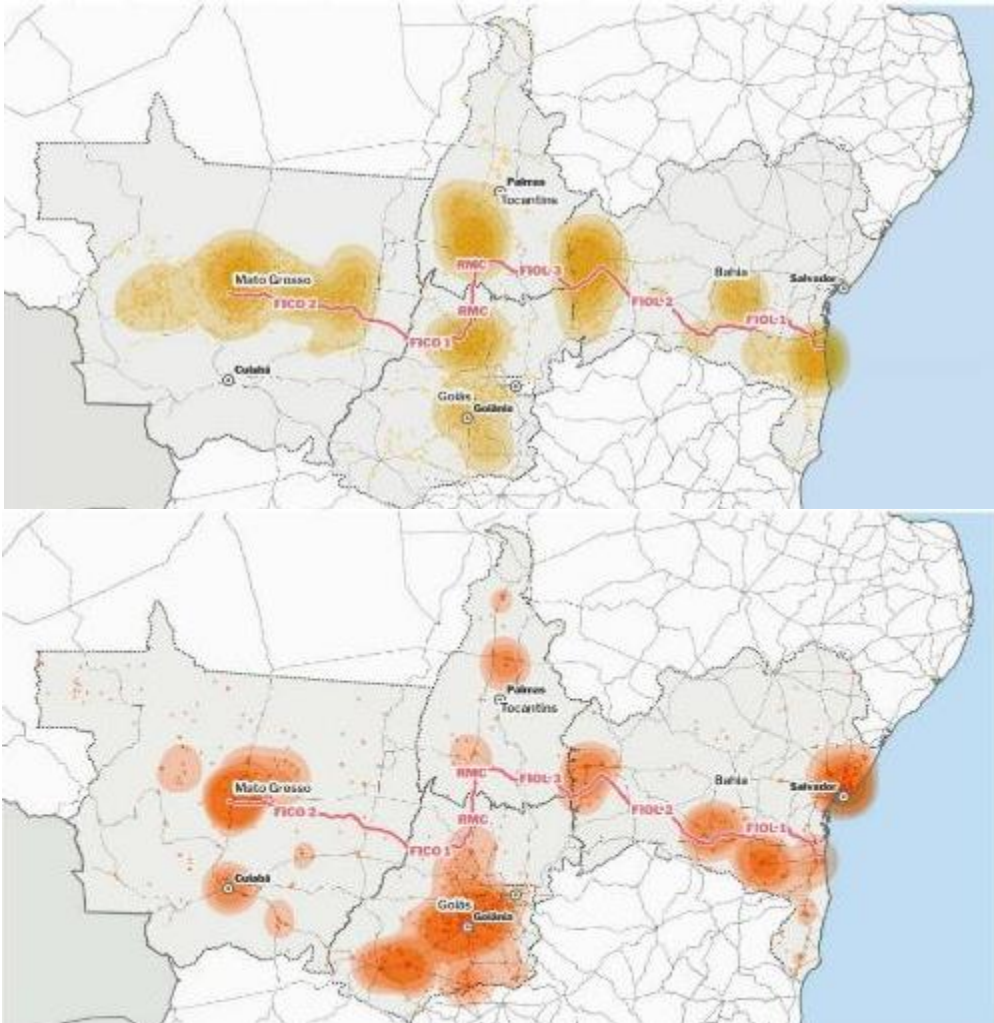 Palmas
Tocantins
RMC
FIOL-3
Mato Grosso
Bahia
Salvador
FICO 2
FIOL-2
RMC
FIOL-1
FICO 1
Cuiabá
Goiás
Goiânia
Palmas
Tocantins
RMC
FIOL-3
Mato Grosso
Bahia
Salvador
FICO 2
FIOL-2
RMC
FIOL-1
FICO 1
Cuiabá
Goiás
Goiânia